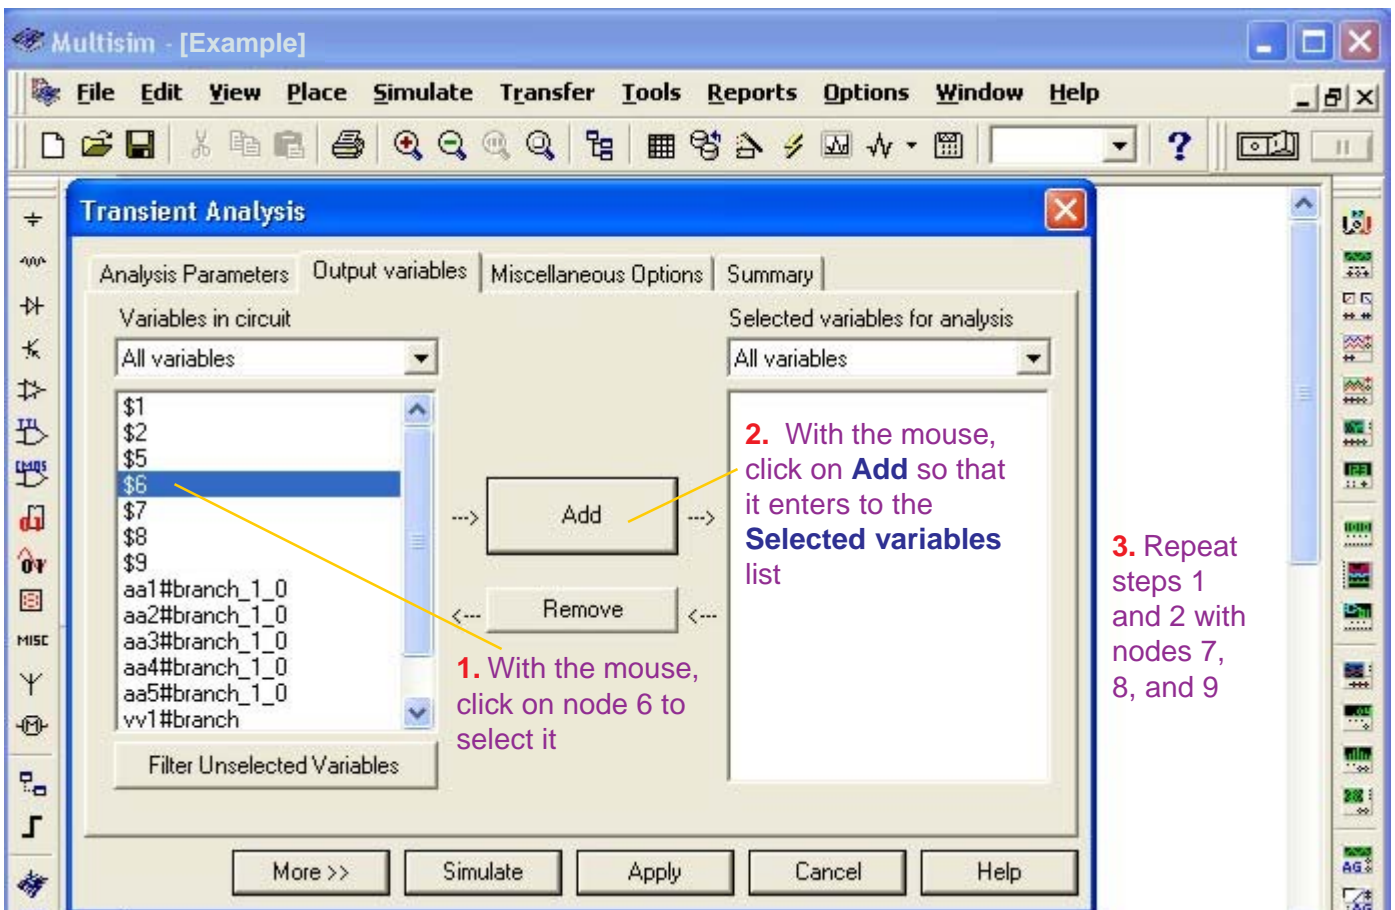 Multisim - [Example]
File Edit View Place Simulate Transfer Tools Reports Options Window Help
Transient Analysis
Analysis Parameters Output variables Miscellaneous Options Summary
Variables in circuit
Selected variables for analysis
All variables
All variables
$1
$2
$5
$6
$7
$8
$9
aa1#branch_1_0
aa2#branch_1_0
aa3#branch_1_0
aa4#branch_1_0
aa5#branch_1_0
vv1#branch
Filter Unselected Variables
---> Add --->
<--- Remove <---
1. With the mouse,
click on node 6 to
select it
2. With the mouse,
click on Add so that
it enters to the
Selected variables
list
3. Repeat
steps 1
and 2 with
nodes 7,
8, and 9
More >> Simulate Apply Cancel Help
TTL
CMOS
MISC
AG
AG